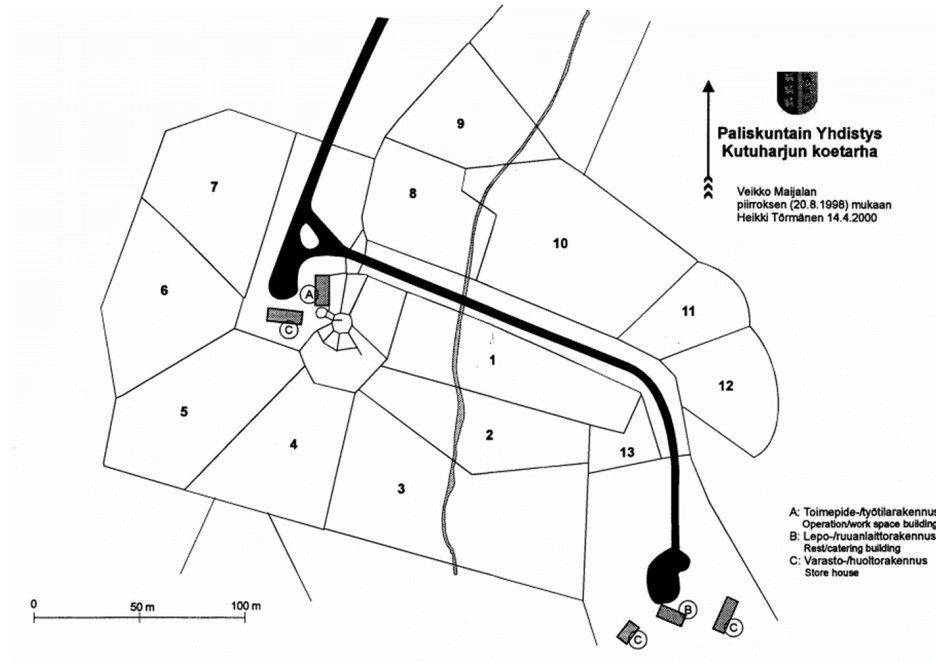 Paliskuntain Yhdistys
Kutuharjun koetarha
Veikko Maijalan
piirroksen (20.8.1998) mukaan
Heikki Törmänen 14.4.2000
9
7
8
10
6
A
11
C
1
12
5
2
4
13
3
A: Toimepide-/työtilarakennus
Operation/work space building
B: Lepo-/ruuanlaittorakennus
Rest/catering building
C: Varasto-/huoltorakennus
Store house
0 50 m 100 m
B
C
C